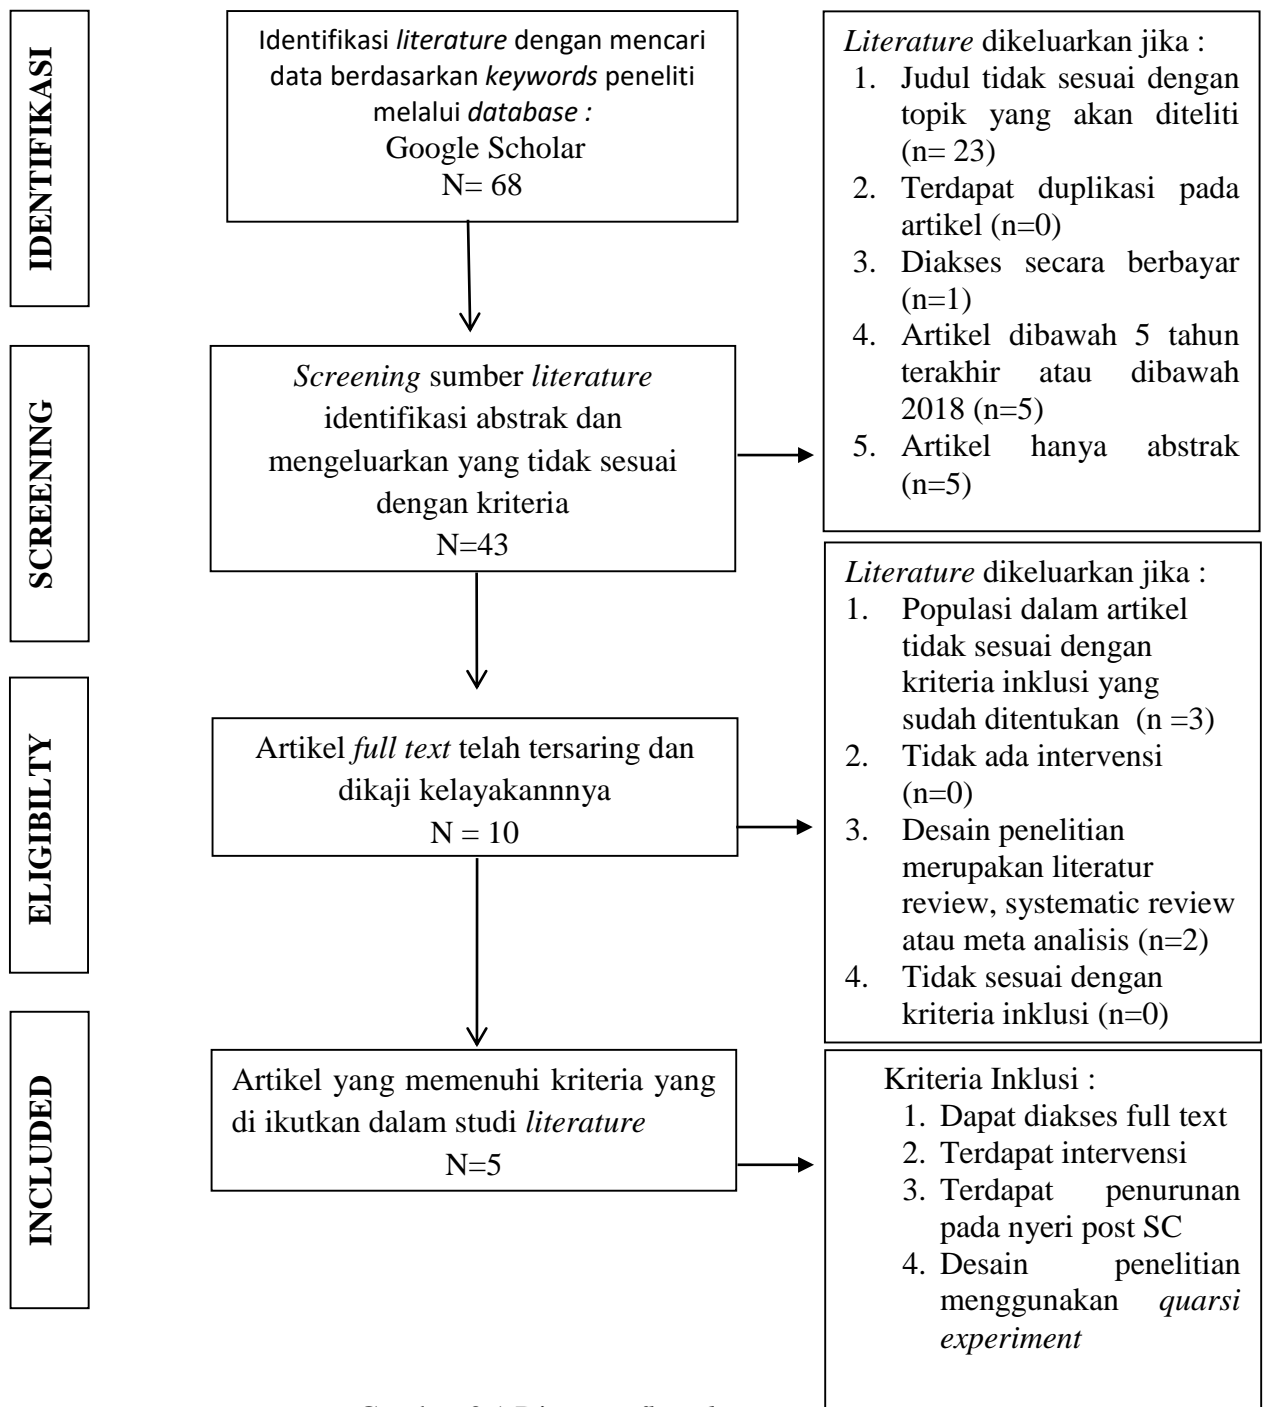 IDENTIFIKASI
Identifikasi literature dengan mencari
data berdasarkan keywords peneliti
melalui database :
Google Scholar
N= 68
Literature dikeluarkan jika :
1. Judul tidak sesuai dengan
topik yang akan diteliti
(n= 23)
2. Terdapat duplikasi pada
artikel (n=0)
3. Diakses secara berbayar
(n=1)
4. Artikel dibawah 5 tahun
terakhir atau dibawah
2018 (n=5)
5. Artikel hanya abstrak
(n=5)
SCREENING
Screening sumber literature
identifikasi abstrak dan
mengeluarkan yang tidak sesuai
dengan kriteria
N=43
Literature dikeluarkan jika :
1. Populasi dalam artikel
tidak sesuai dengan
kriteria inklusi yang
sudah ditentukan (n =3)
2. Tidak ada intervensi
(n=0)
3. Desain penelitian
merupakan literatur
review, systematic review
atau meta analisis (n=2)
4. Tidak sesuai dengan
kriteria inklusi (n=0)
ELIGIBILTY
Artikel full text telah tersaring dan
dikaji kelayakannnya
N = 10
INCLUDED
Artikel yang memenuhi kriteria yang
di ikutkan dalam studi literature
N=5
Kriteria Inklusi :
1. Dapat diakses full text
2. Terdapat intervensi
3. Terdapat penurunan
pada nyeri post SC
4. Desain penelitian
menggunakan quarsi
experiment